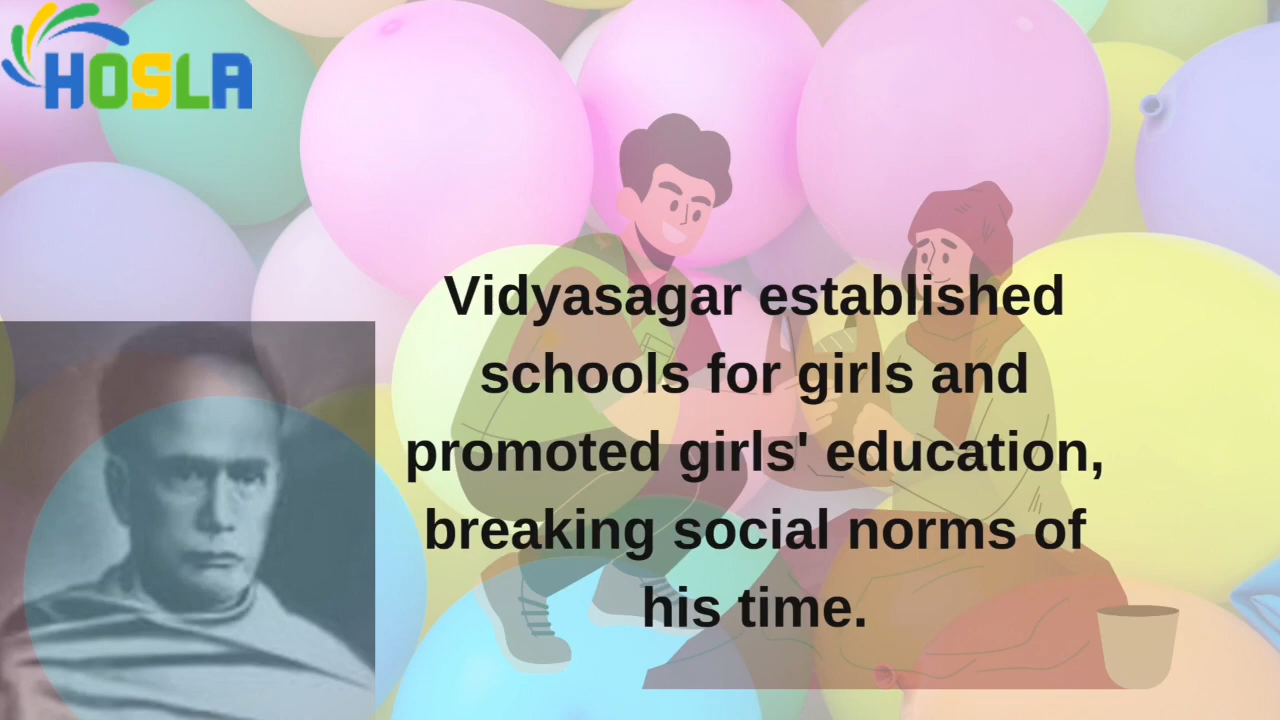 HOSLA
Vidyasagar established
schools for girls and
promoted girls' education,
breaking social norms of
his time.